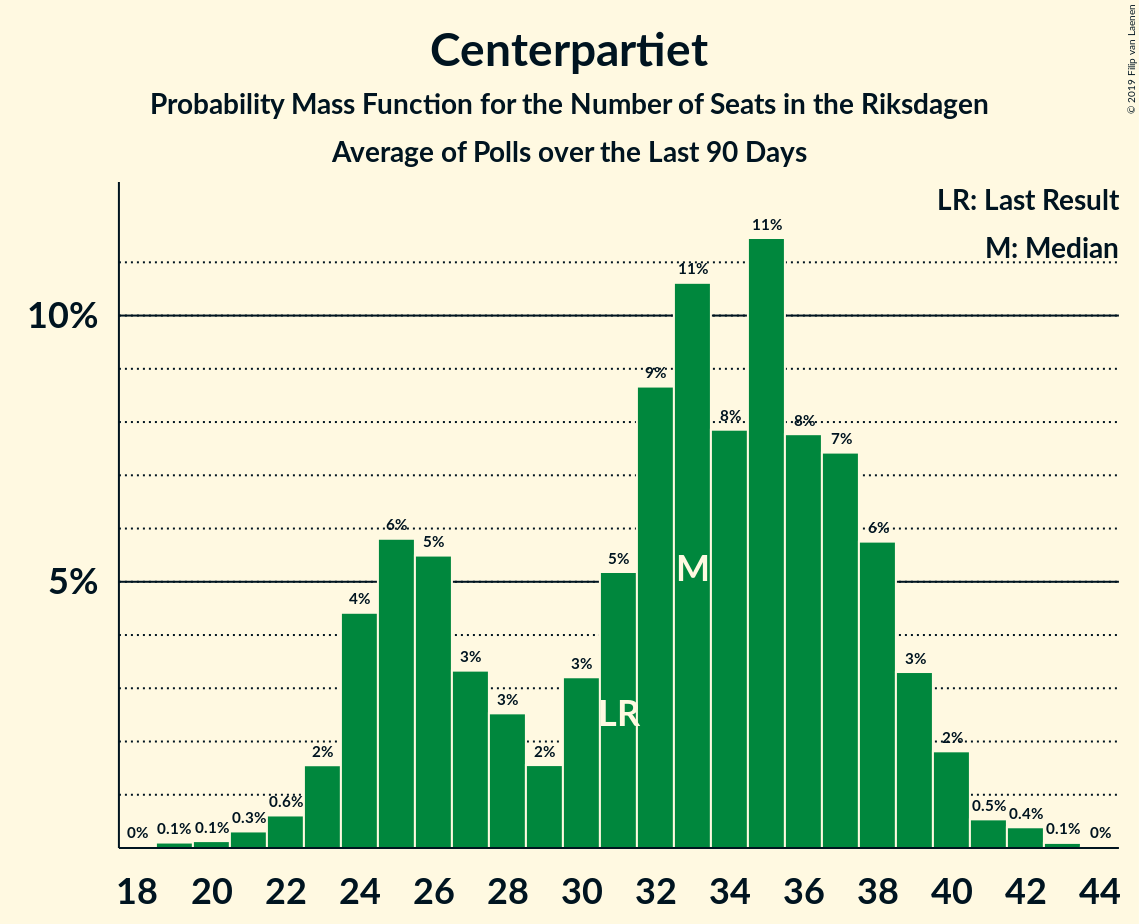 Centerpartiet
Probability Mass Function for the Number of Seats in the Riksdagen
Average of Polls over the Last 90 Days
© 2019 Filip van Laenen
LR: Last Result
M: Median
10%
5%
0% 0.1% 0.1% 0.3% 0.6% 2% 4% 6% 5% 3% 3% 2% 3% 5% 9% 11% 8% 11% 8% 7% 6% 3% 2% 0.5% 0.4% 0.1% 0%
M
LR
18 20 22 24 26 28 30 32 34 36 38 40 42 44